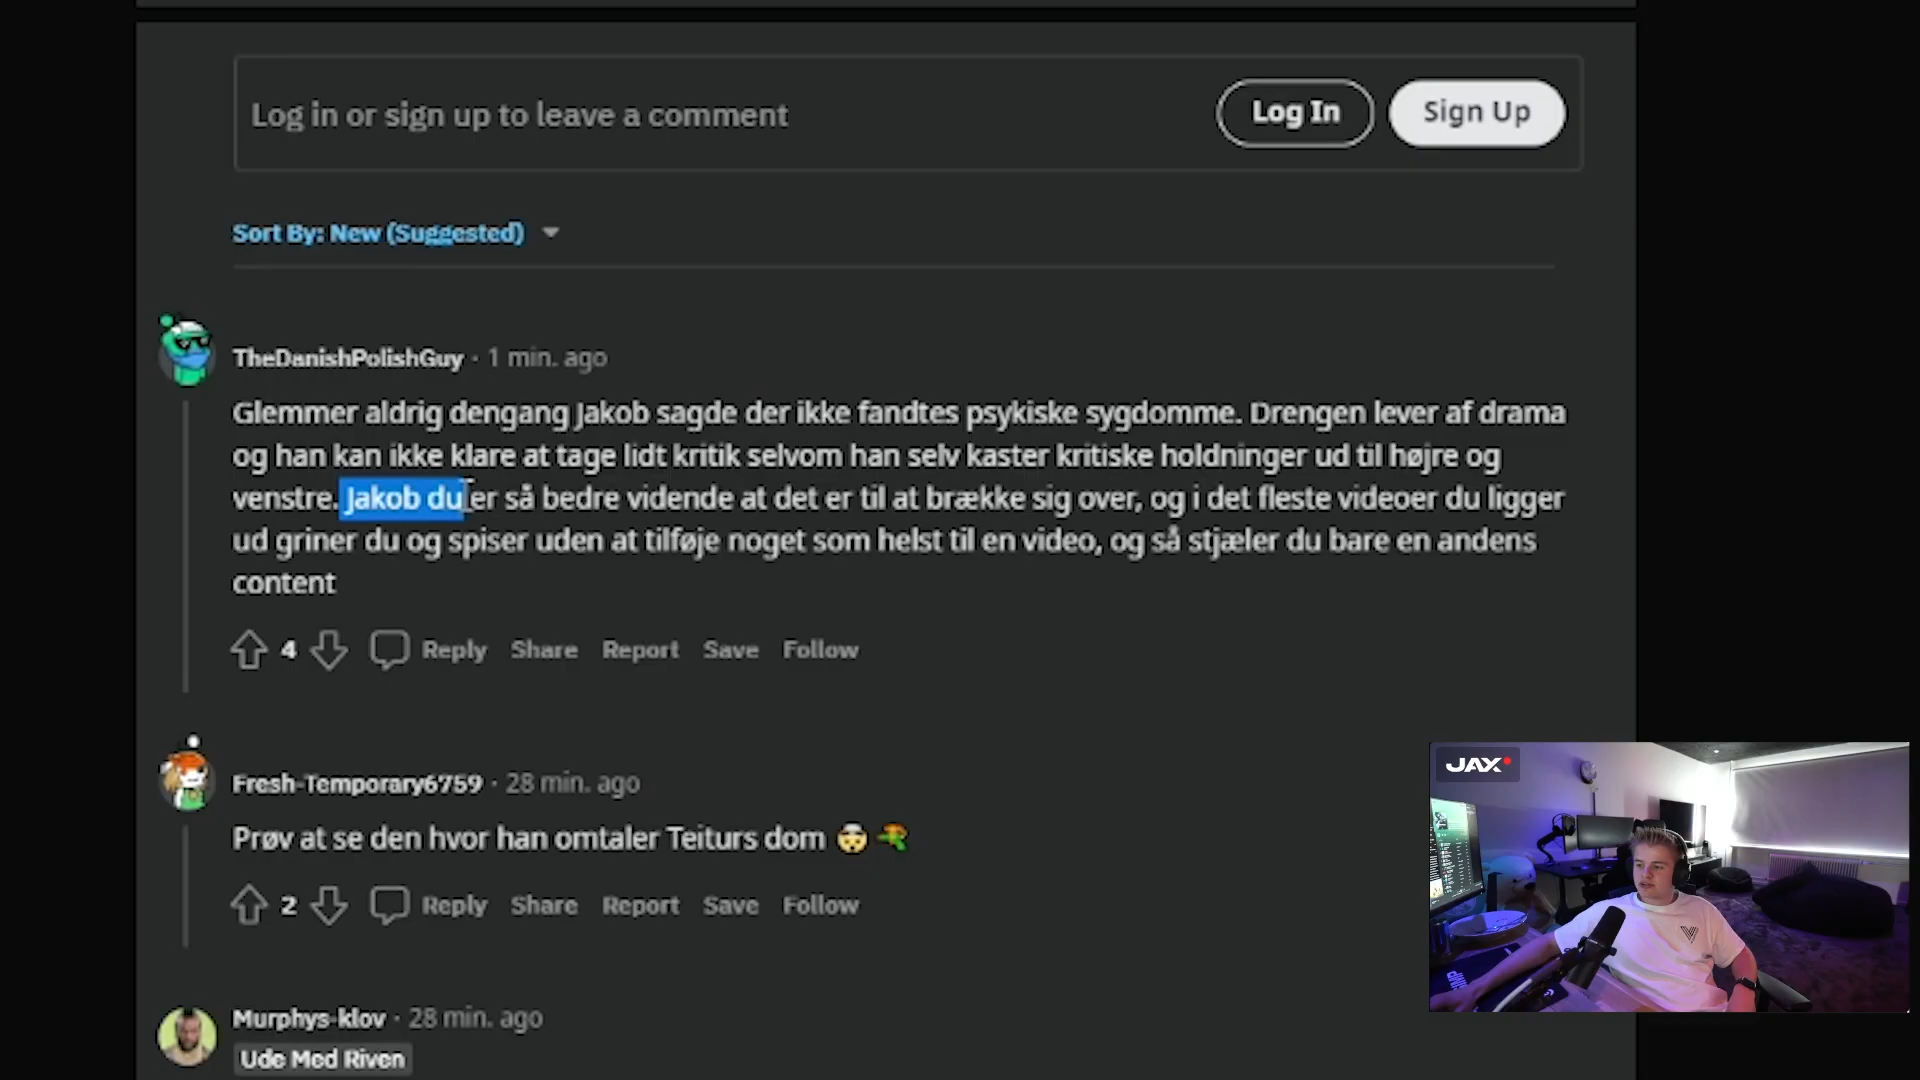 Log in or sign up to leave a comment
Log In
Sign Up
Sort By: New (Suggested)
TheDanishPolishGuy · 1 min. ago
Glemmer aldrig dengang Jakob sagde der ikke fandtes psykiske sygdomme. Drengen lever af drama
og han kan ikke klare at tage lidt kritik selvom han selv kaster kritiske holdninger ud til højre og
venstre. Jakob du er så bedre vidende at det er til at brække sig over, og i det fleste videoer du ligger
ud griner du og spiser uden at tilføje noget som helst til en video, og så stjæler du bare en andens
content
4 Reply Share Report Save Follow
Fresh-Temporary6759 · 28 min. ago
Prøv at se den hvor han omtaler Teiturs dom
2 Reply Share Report Save Follow
JAX
Murphys-klov · 28 min. ago
Ude Med Riven